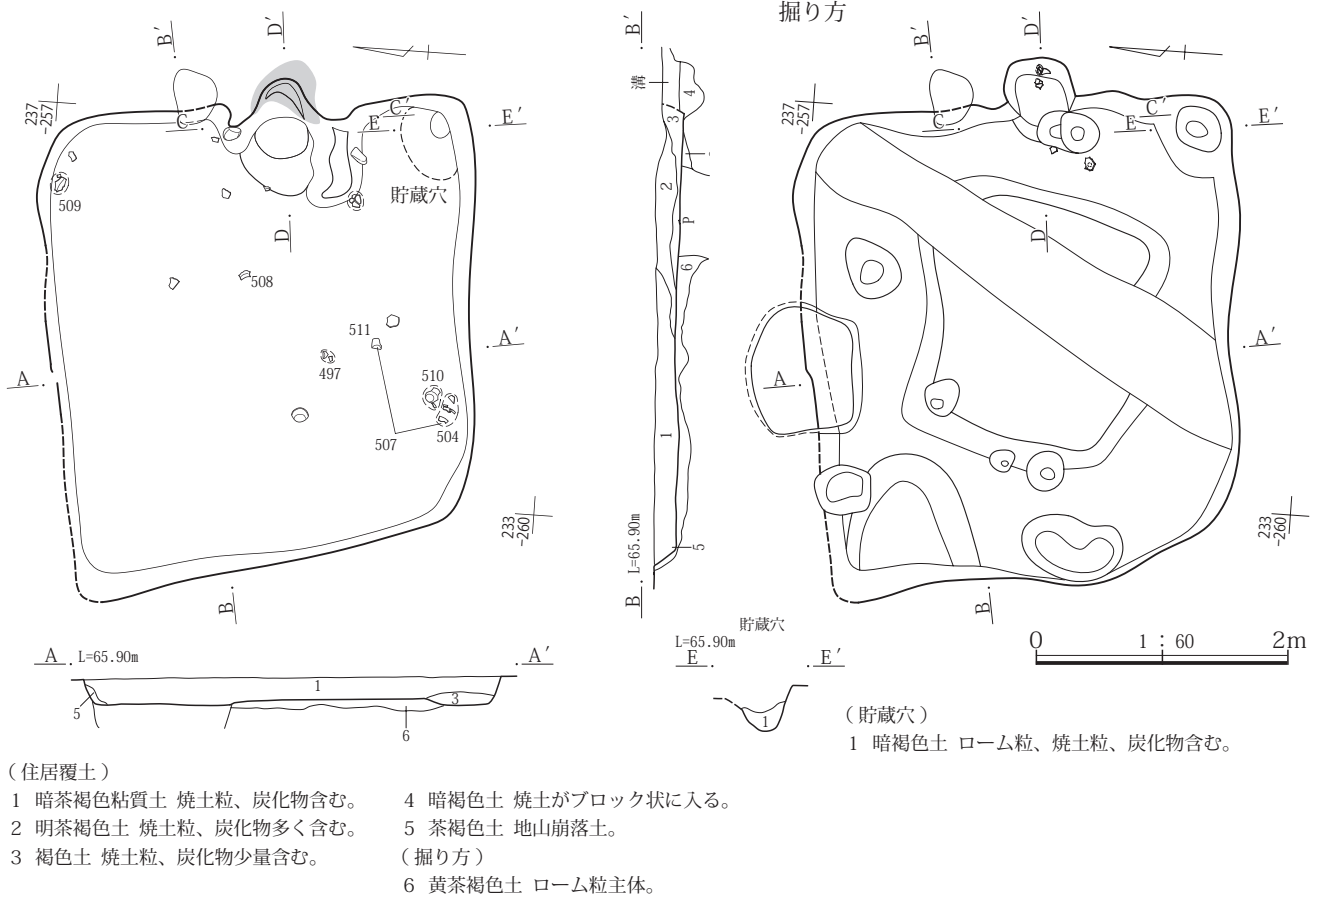 掘り方
B′
D′
237
-257
C
C′
E
E′
貯蔵穴
509
D
508
511
497
510
507
504
A
A′
233
-260
B
B′
溝
4
3
2
P
6
1
5
L=65.90m
B
B′
D′
237
-257
C
C′
E
E′
D
A
A′
233
-260
B
A L=65.90m A′
1
3
5
6
貯蔵穴
L=65.90m
E E′
1
0 1:60 2m
（貯蔵穴）
1 暗褐色土 ローム粒、焼土粒、炭化物含む。
（住居覆土）
1 暗茶褐色粘質土 焼土粒、炭化物含む。
2 明茶褐色土 焼土粒、炭化物多く含む。
3 褐色土 焼土粒、炭化物少量含む。
4 暗褐色土 焼土がブロック状に入る。
5 茶褐色土 地山崩落土。
（掘り方）
6 黄茶褐色土 ローム粒主体。